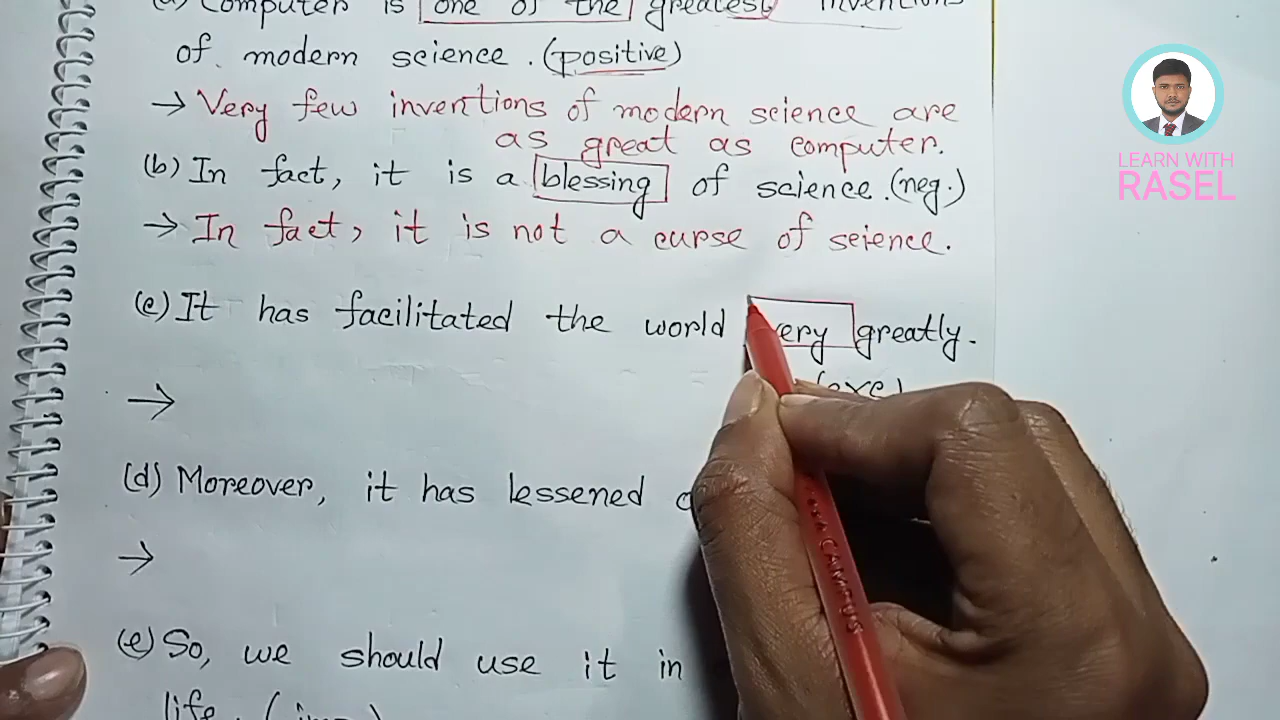 (a) Computer is one of the greatest inventions
of modern science. (positive)
→ Very few inventions of modern science are
as great as computer.
(b) In fact, it is a blessing of science. (neg.)
→ In fact, it is not a curse of science.
(c) It has facilitated the world very greatly.
(exc)
→
(d) Moreover, it has lessened
→
(e) So, we should use it in
life. (imp)
CAMPUS
LEARN WITH
RASEL